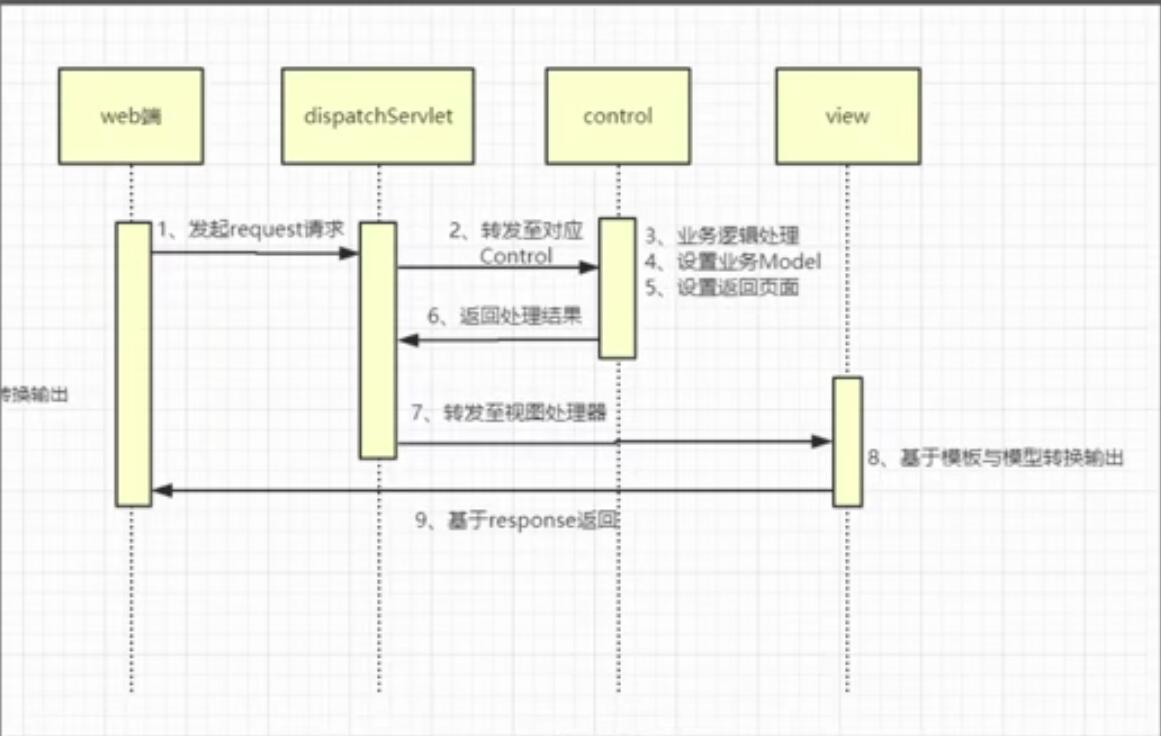 web端
dispatchServlet
control
view
1、发起request请求
2、转发至对应
Control
3、业务逻辑处理
4、设置业务Model
5、设置返回页面
6、返回处理结果
转换输出
7、转发至视图处理器
8、基于模板与模型转换输出
9、基于response返回